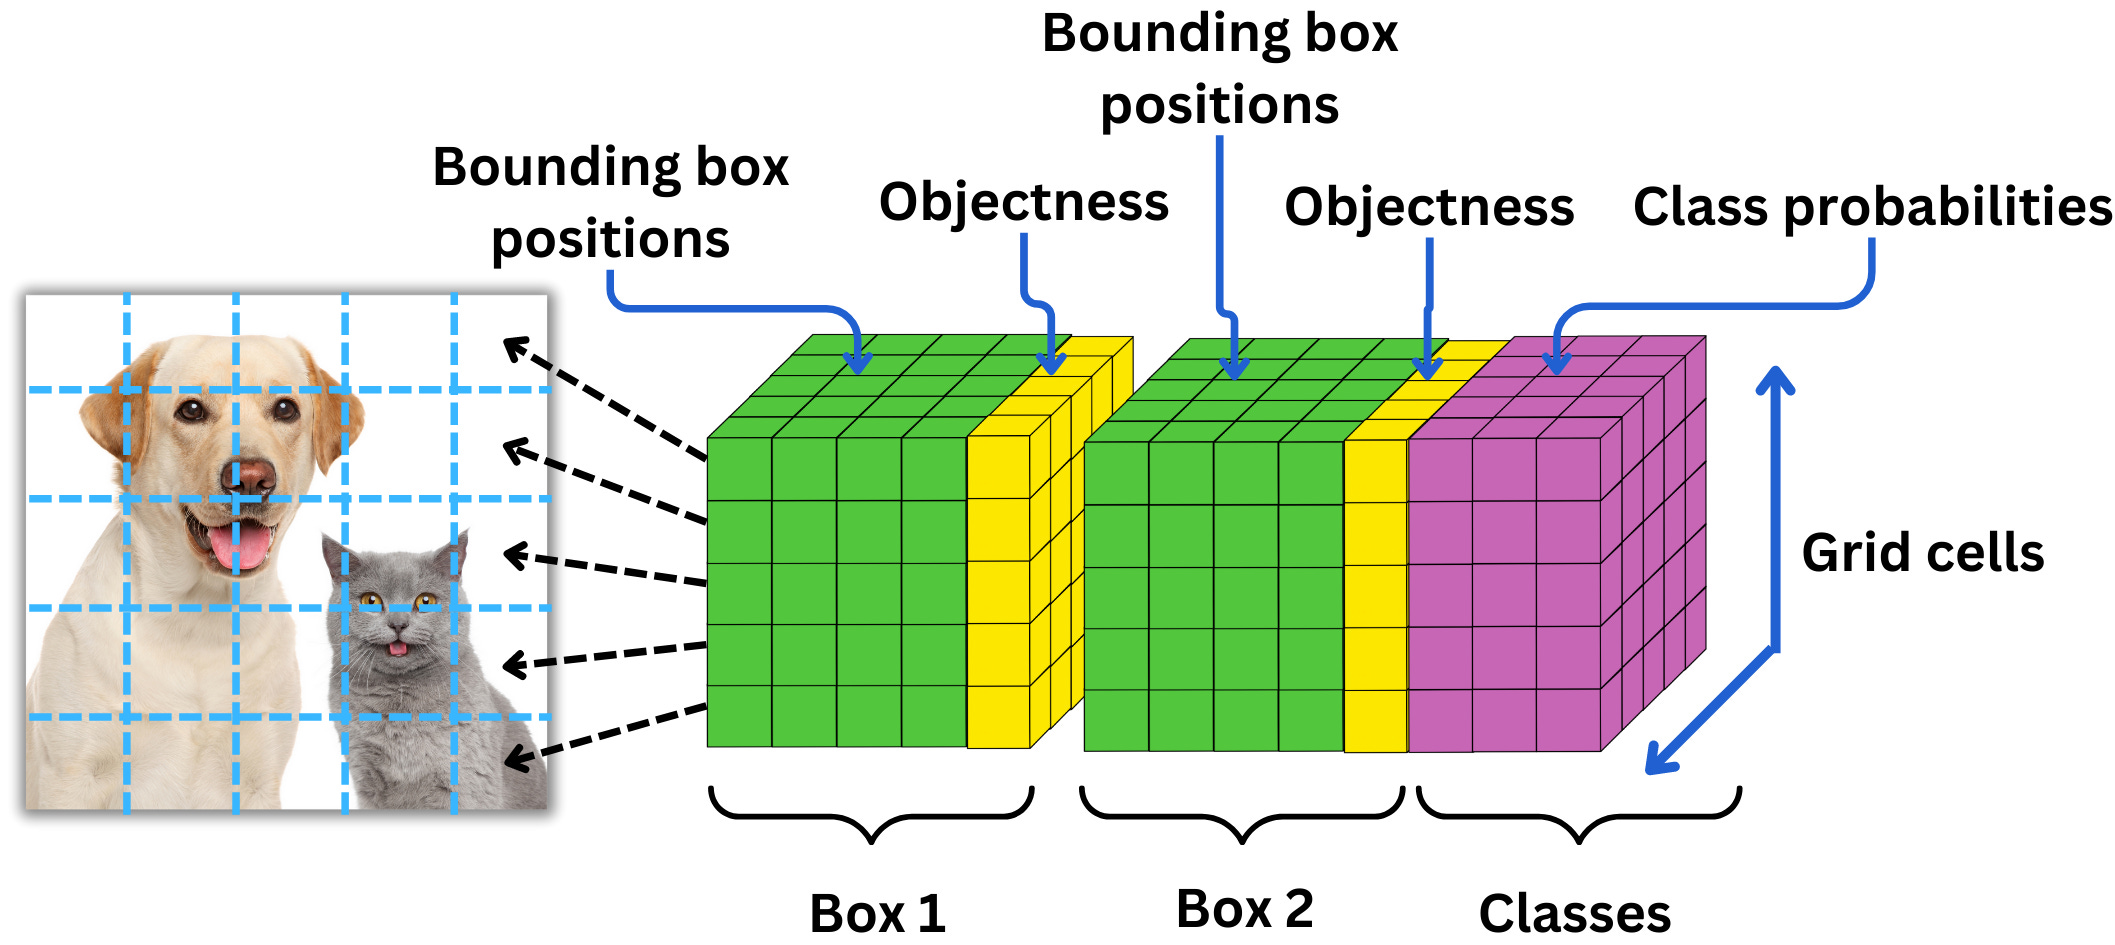 Bounding box
positions
Objectness
Bounding box
positions
Objectness
Class probabilities
Grid cells
Box 1
Box 2
Classes